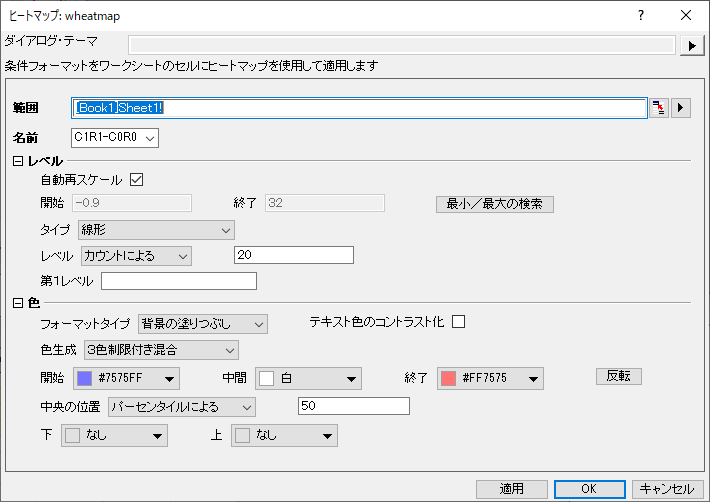 ヒートマップ: wheatmap
ダイアログ・テーマ
条件フォーマットをワークシートのセルにヒートマップを使用して適用します
範囲 [Book1]Sheet1!
名前 C1R1-C0R0
レベル
自動再スケール
開始 -0.9 終了 32 最小／最大の検索
タイプ 線形
レベル カウントによる 20
第1レベル
色
フォーマットタイプ 背景の塗りつぶし テキスト色のコントラスト化
色生成 3色制限付き混合
開始 #7575FF 中間 白 終了 #FF7575 反転
中央の位置 パーセンタイルによる 50
下 なし 上 なし
適用 OK キャンセル